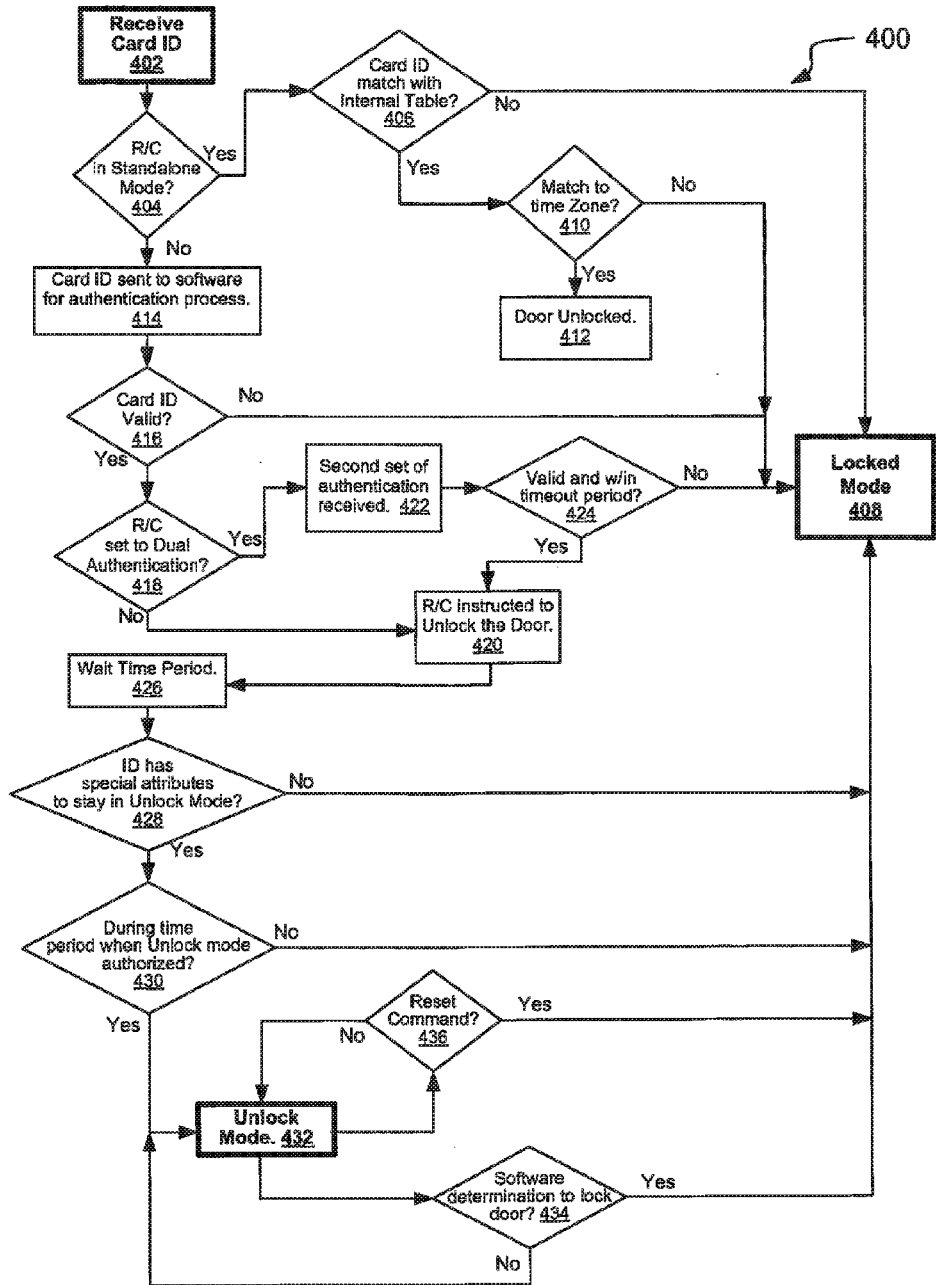 Receive
Card ID
402
400
Card ID
match with
Internal Table?
406
No
Yes
R/C
in Standalone
Mode?
404
Yes
Match to
time Zone?
410
No
No
Yes
Card ID sent to software
for authentication process.
414
Door Unlocked.
412
Card ID
Valid?
416
No
Yes
Second set of
authentication
received. 422
Valid and w/in
timeout period?
424
No
Locked
Mode
408
R/C
set to Dual
Authentication?
418
Yes
Yes
No
R/C instructed to
Unlock the Door.
420
Wait Time Period.
426
ID has
special attributes
to stay in Unlock Mode?
428
No
Yes
During time
period when Unlock mode
authorized?
430
No
Yes
Reset
Command?
436
Yes
No
Unlock
Mode. 432
Software
determination to lock
door? 434
Yes
No